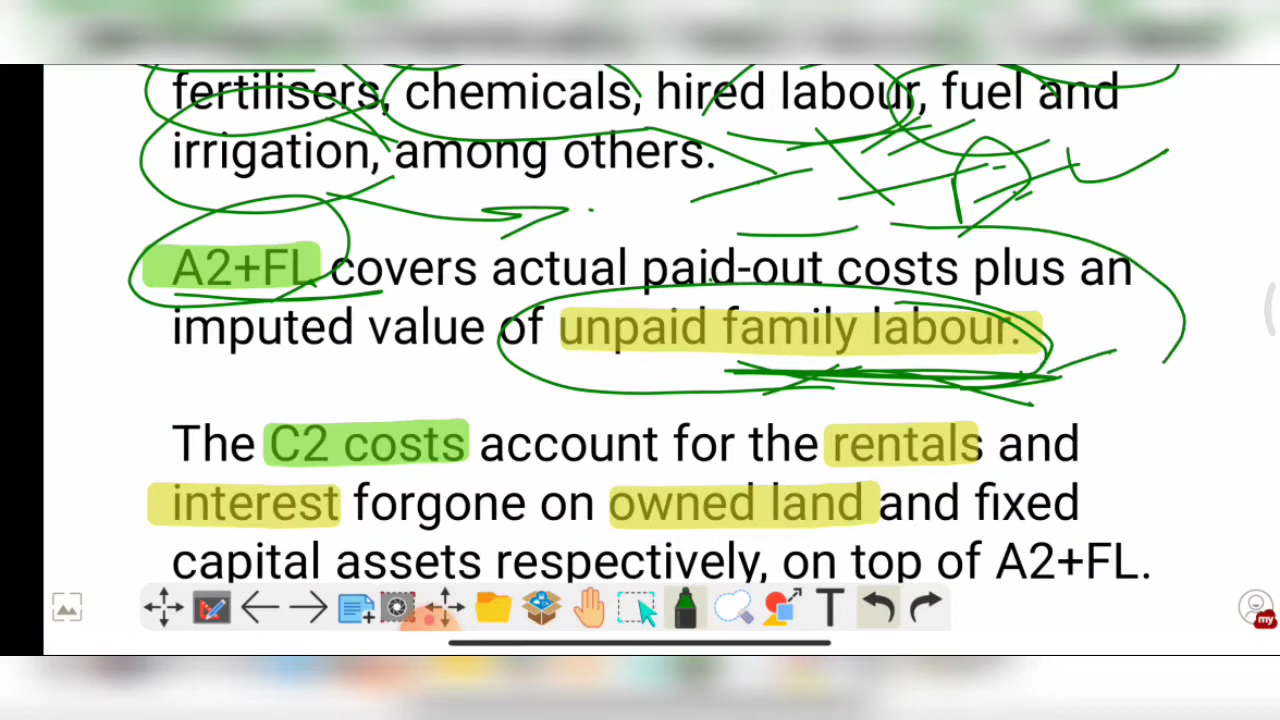 fertilisers, chemicals, hired labour, fuel and
irrigation, among others.
A2+FL covers actual paid-out costs plus an
imputed value of unpaid family labour.
The C2 costs account for the rentals and
interest forgone on owned land and fixed
capital assets respectively, on top of A2+FL.
T
my